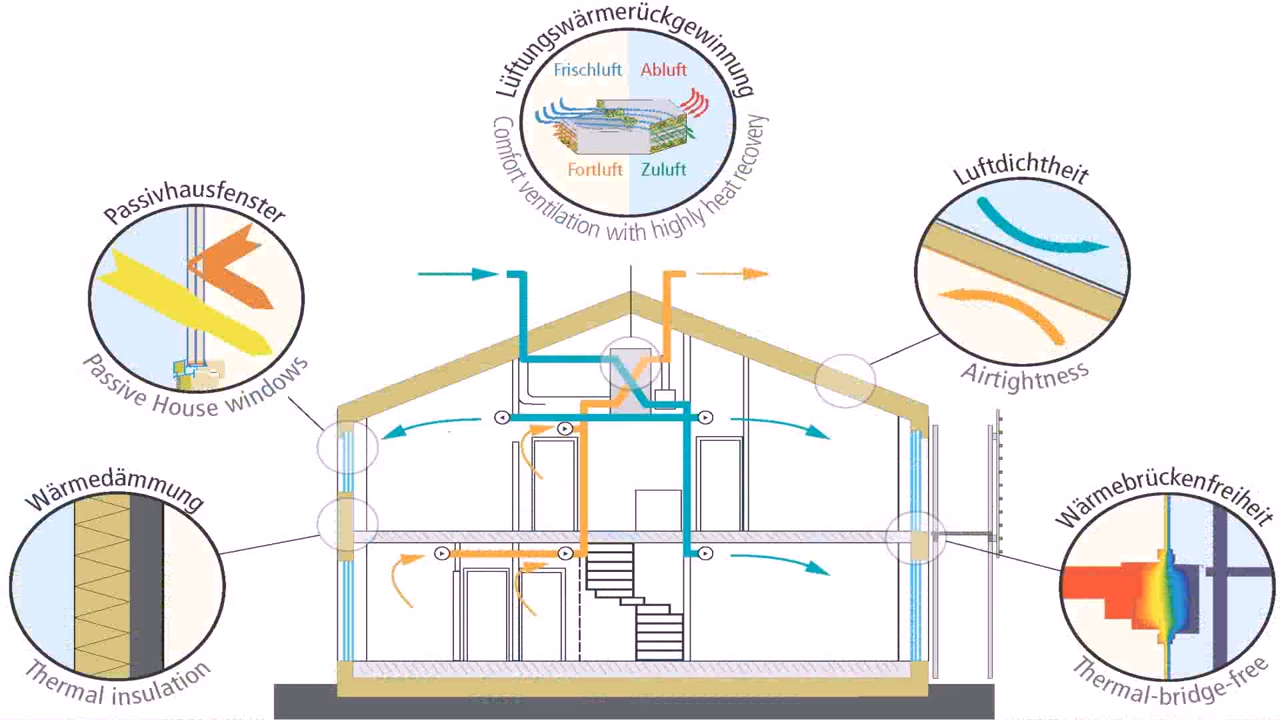 Lüftungswärmerückgewinnung
Frischluft Abluft
Fortluft Zuluft
Comfort ventilation with highly heat recovery
Passivhausfenster
Passive House windows
Luftdichtheit
Airtightness
Wärmedämmung
Thermal insulation
Wärmebrückenfreiheit
Thermal-bridge-free